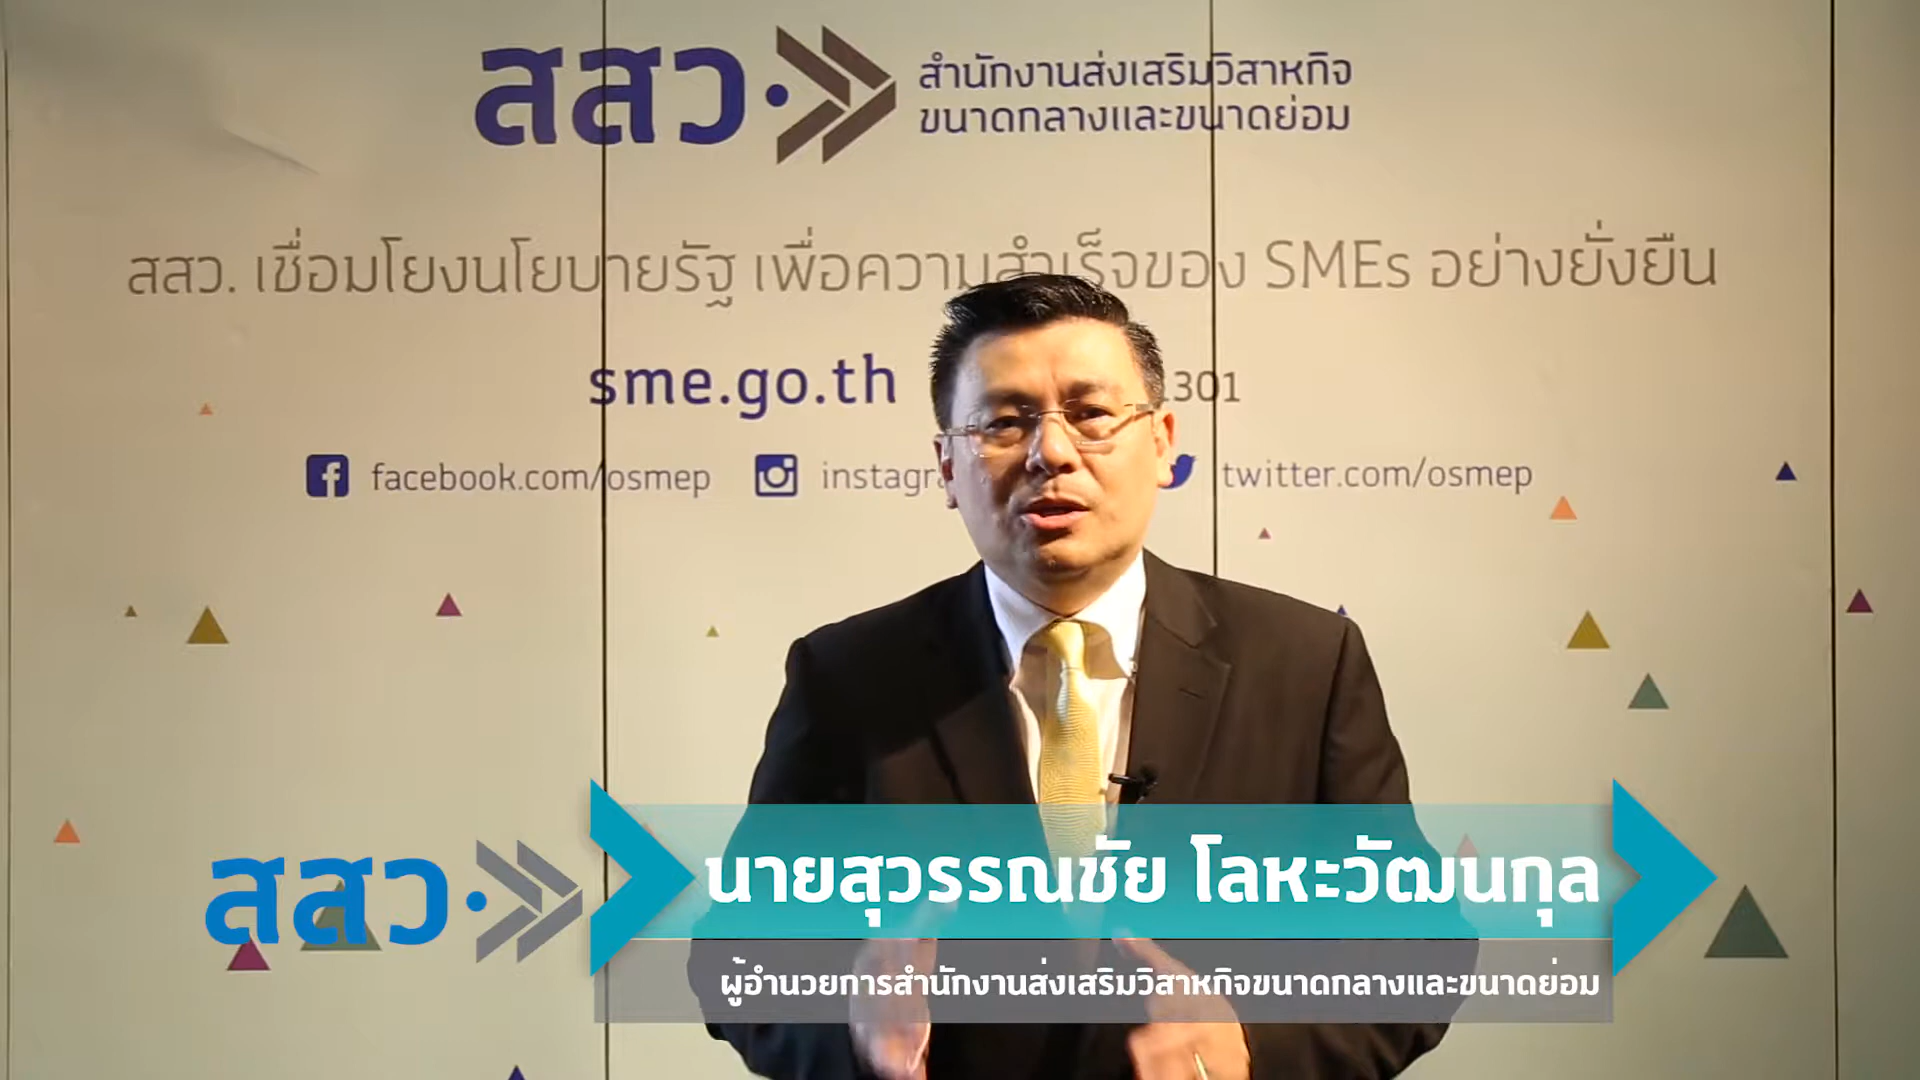 สสว.
สำนักงานส่งเสริมวิสาหกิจ
ขนาดกลางและขนาดย่อม
สสว. เชื่อมโยงนโยบายรัฐ เพื่อความสำเร็จของ SMEs อย่างยั่งยืน
sme.go.th 1301
facebook.com/osmep twitter.com/osmep
สสว.
นายสุวรรณชัย โลหะวัฒนกุล
ผู้อำนวยการสำนักงานส่งเสริมวิสาหกิจขนาดกลางและขนาดย่อม